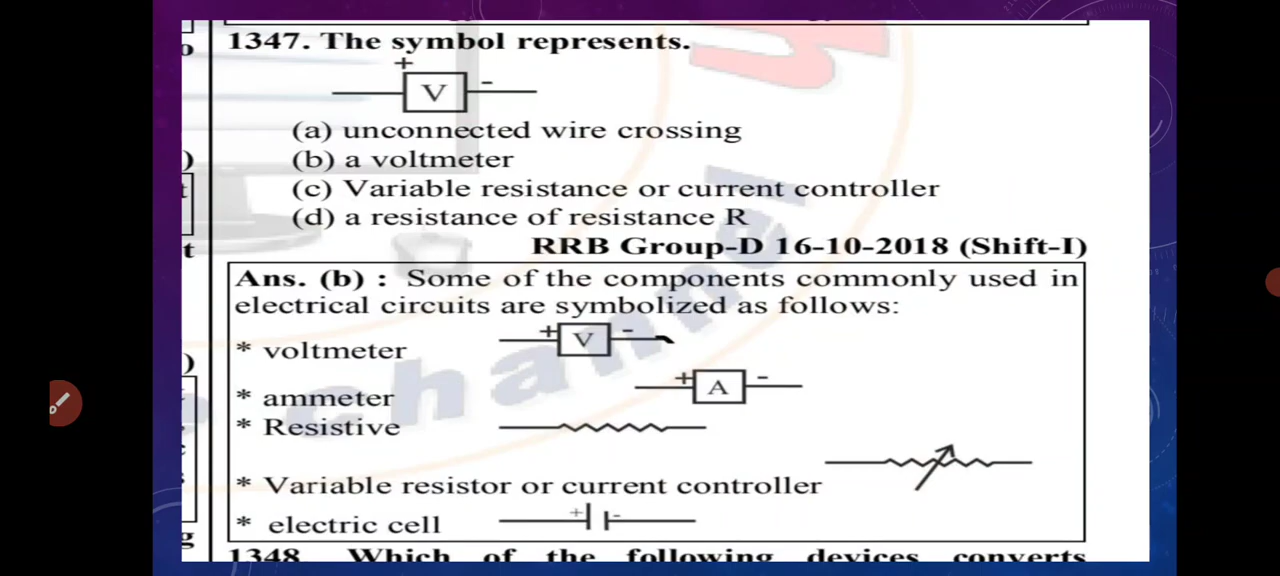 1347. The symbol represents.
+ V -
(a) unconnected wire crossing
(b) a voltmeter
(c) Variable resistance or current controller
(d) a resistance of resistance R
RRB Group-D 16-10-2018 (Shift-I)
Ans. (b) : Some of the components commonly used in
electrical circuits are symbolized as follows:
* voltmeter + V -
* ammeter + A -
* Resistive
* Variable resistor or current controller
* electric cell + -
1348. Which of the following devices converts
channel